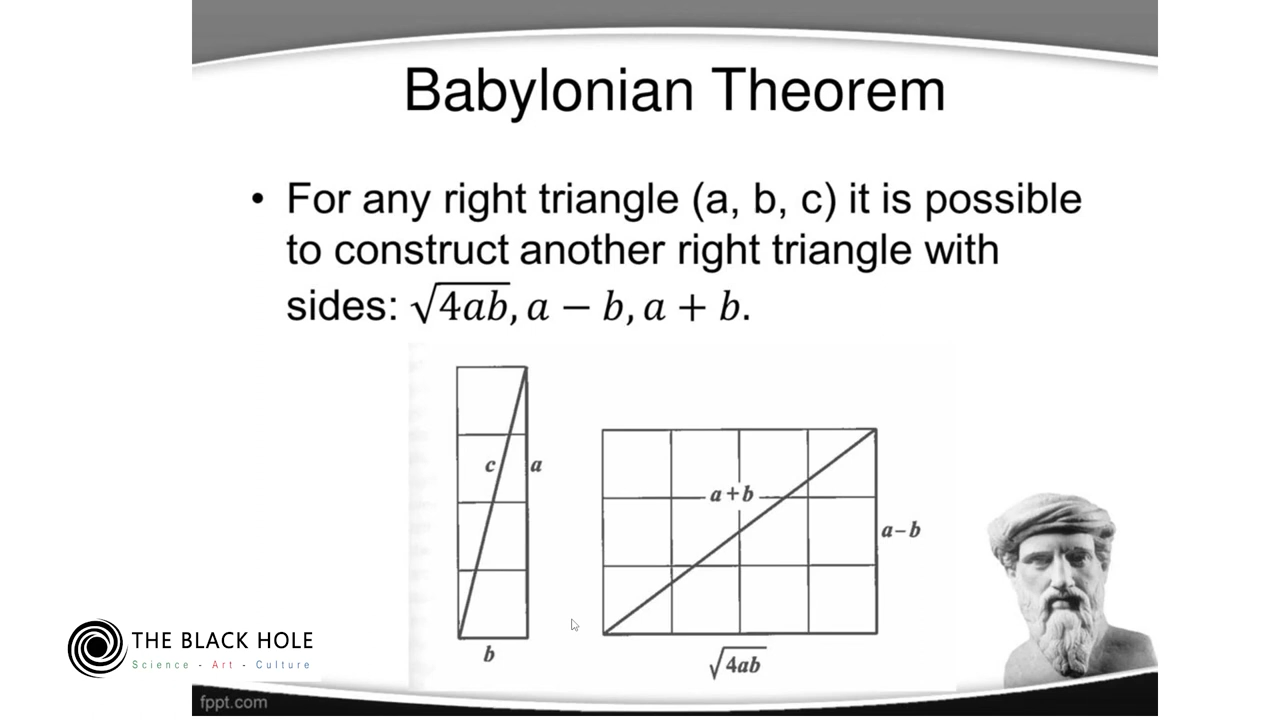 Babylonian Theorem
• For any right triangle (a, b, c) it is possible
to construct another right triangle with
sides: √4ab, a − b, a + b.
c
a
b
a+b
a−b
√4ab
THE BLACK HOLE
Science - Art - Culture
fppt.com